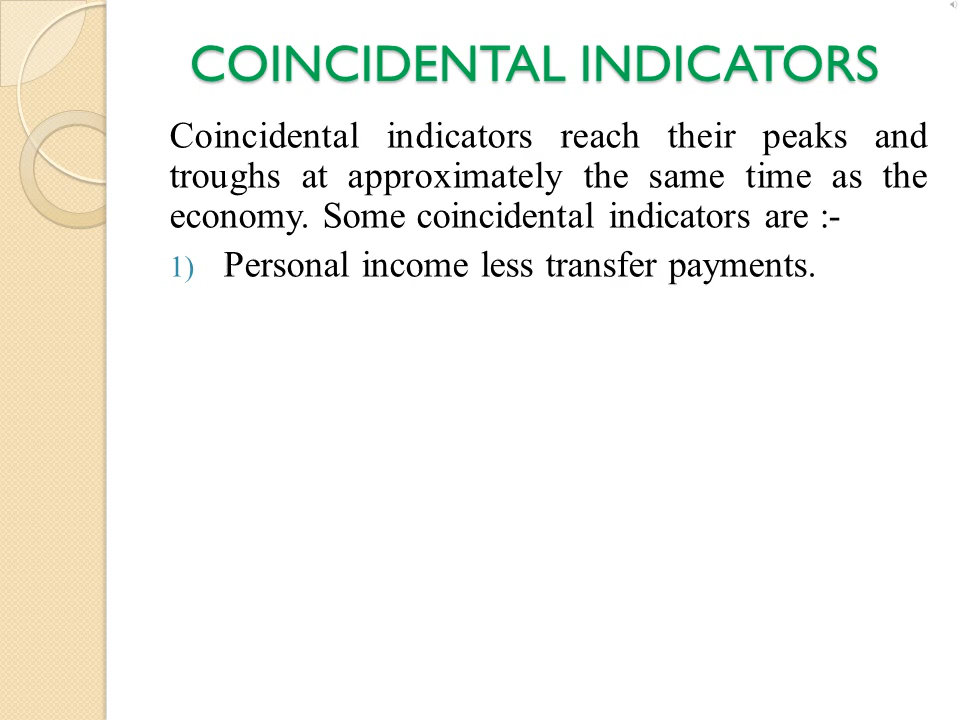 COINCIDENTAL INDICATORS
Coincidental indicators reach their peaks and
troughs at approximately the same time as the
economy. Some coincidental indicators are :-
1) Personal income less transfer payments.